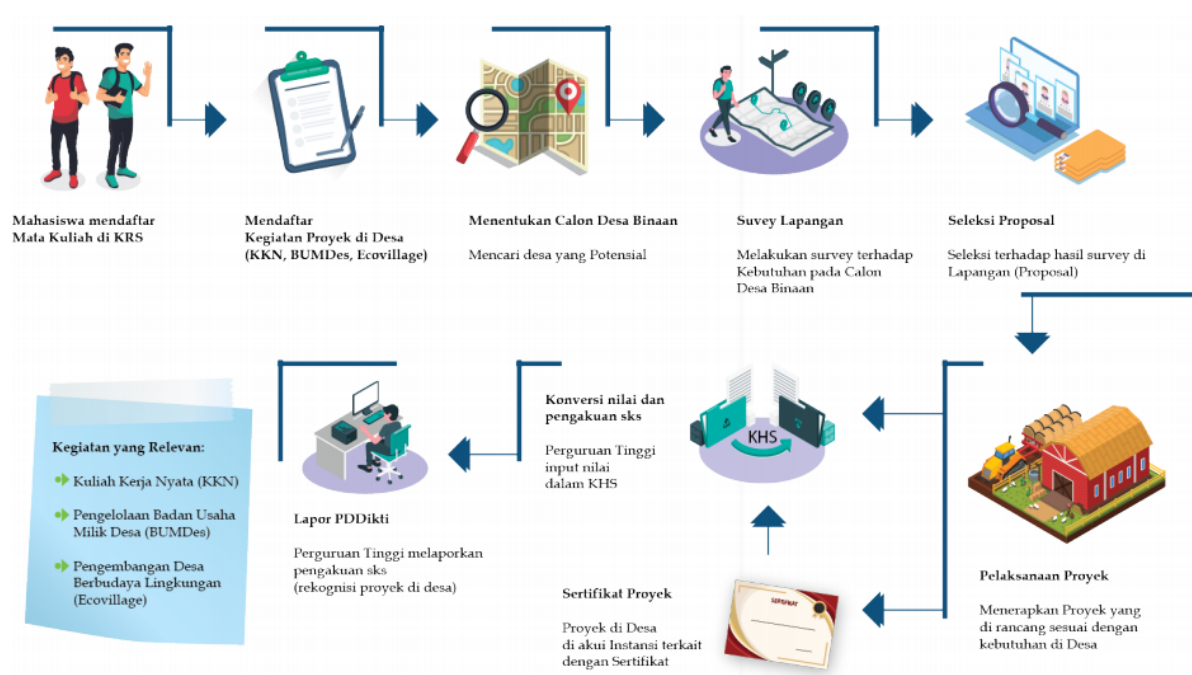 Mahasiswa mendaftar
Mata Kuliah di KRS
Mendaftar
Kegiatan Proyek di Desa
(KKN, BUMDes, Ecovillage)
Menentukan Calon Desa Binaan
Mencari desa yang Potensial
Suvey Lapangan
Melakukan survey terhadap
Kebutuhan pada Calon
Desa Binaan
Seleksi Proposal
Seleksi terhadap hasil survey di
Lapangan (Proposal)
Pelaksanaan Proyek
Menerapkan Proyek yang
di rancang sesuai dengan
kebutuhan di Desa
KHS
Konversi nilai dan
pengakuan sks
Perguruan Tinggi
input nilai
dalam KHS
SERTIFIKAT
Sertifikat Proyek
Proyek di Desa
di akui Instansi terkait
dengan Sertifikat
Lapor PDDikti
Perguruan Tinggi melaporkan
pengakuan sks
(rekognisi proyek di desa)
Kegiatan yang Relevan:
Kuliah Kerja Nyata (KKN)
Pengelolaan Badan Usaha
Milik Desa (BUMDes)
Pengembangan Desa
Berbudaya Lingkungan
(Ecovillage)